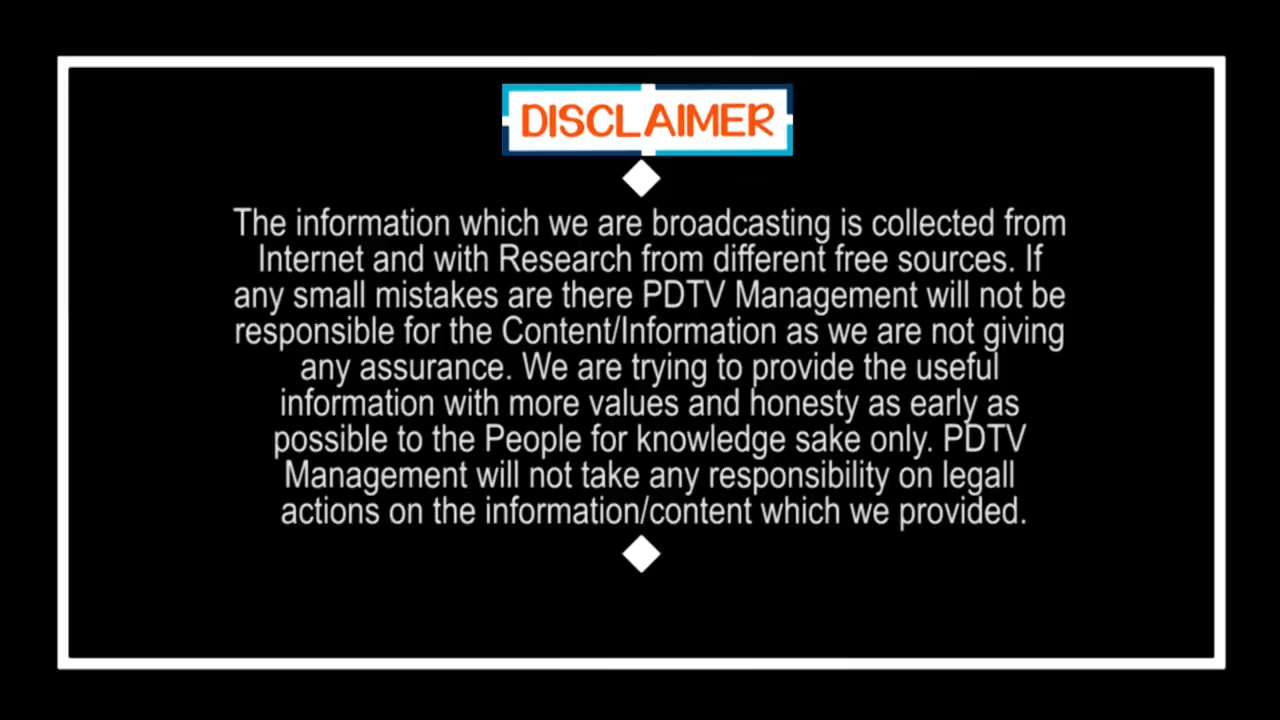 DISCLAIMER
The information which we are broadcasting is collected from
Internet and with Research from different free sources. If
any small mistakes are there PDTV Management will not be
responsible for the Content/Information as we are not giving
any assurance. We are trying to provide the useful
information with more values and honesty as early as
possible to the People for knowledge sake only. PDTV
Management will not take any responsibility on legall
actions on the information/content which we provided.